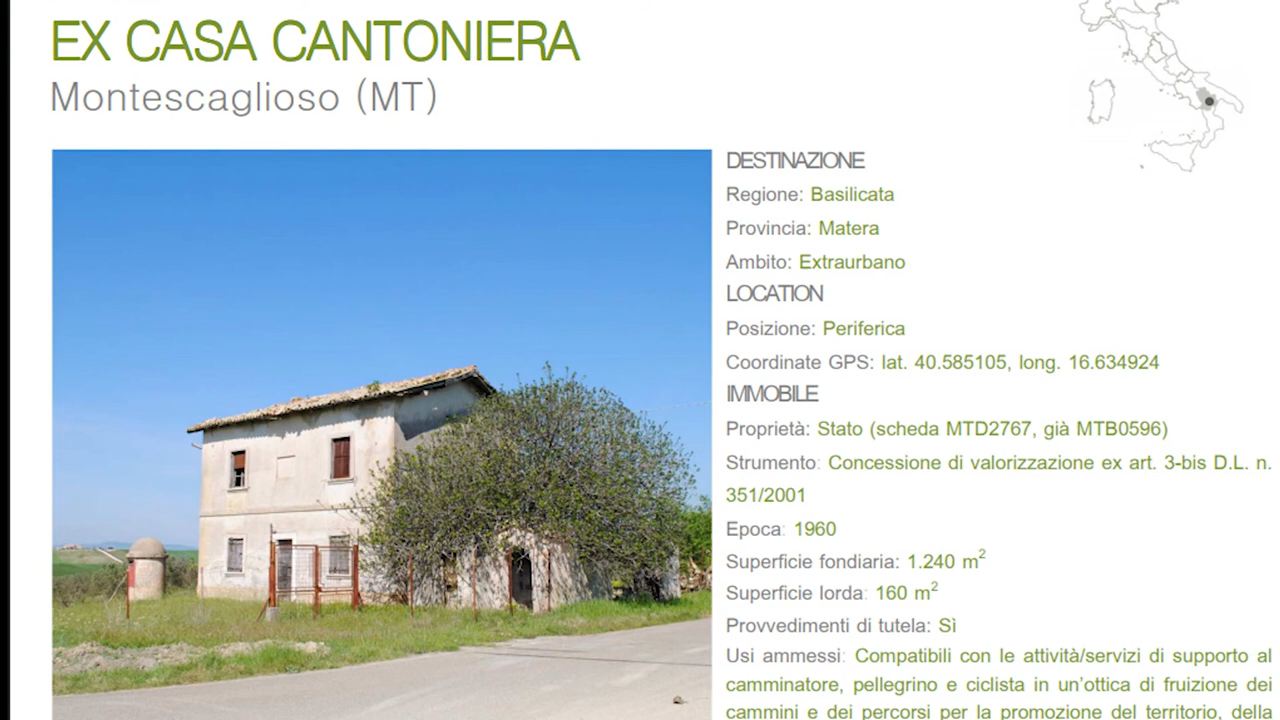 EX CASA CANTONIERA
Montescaglioso (MT)
DESTINAZIONE
Regione: Basilicata
Provincia: Matera
Ambito: Extraurbano
LOCATION
Posizione: Periferica
Coordinate GPS: lat. 40.585105, long. 16.634924
IMMOBILE
Proprietà: Stato (scheda MTD2767, già MTB0596)
Strumento: Concessione di valorizzazione ex art. 3-bis D.L. n.
351/2001
Epoca: 1960
Superficie fondiaria: 1.240 m²
Superficie lorda: 160 m²
Provvedimenti di tutela: Sì
Usi ammessi: Compatibili con le attività/servizi di supporto al
camminatore, pellegrino e ciclista in un'ottica di fruizione dei
cammini e dei percorsi per la promozione del territorio, della